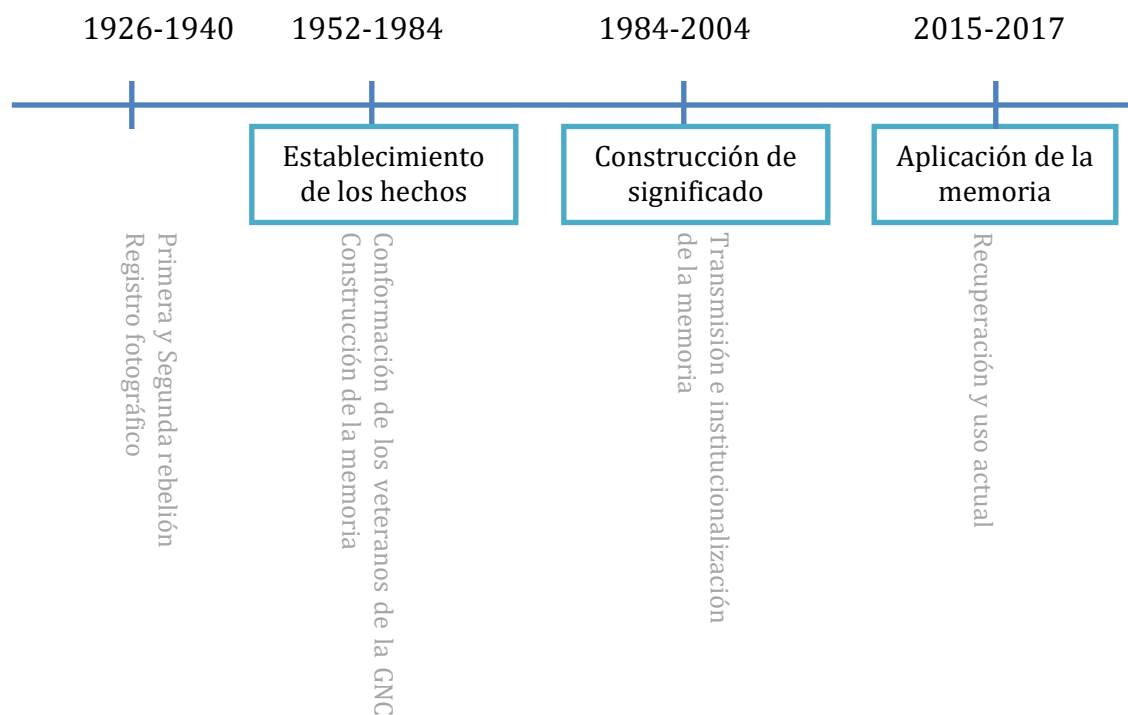 1926-1940
1952-1984
1984-2004
2015-2017
Establecimiento
de los hechos
Construcción de
significado
Aplicación de la
memoria
Primera y Segunda rebelión
Registro fotográfico
Conformación de los veteranos de la GNC
Construcción de la memoria
Transmisión e institucionalización
de la memoria
Recuperación y uso actual